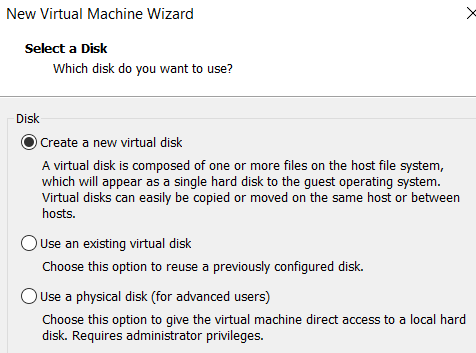 New Virtual Machine Wizard
Select a Disk
Which disk do you want to use?
Disk
Create a new virtual disk
A virtual disk is composed of one or more files on the host file system,
which will appear as a single hard disk to the guest operating system.
Virtual disks can easily be copied or moved on the same host or between
hosts.
Use an existing virtual disk
Choose this option to reuse a previously configured disk.
Use a physical disk (for advanced users)
Choose this option to give the virtual machine direct access to a local hard
disk. Requires administrator privileges.